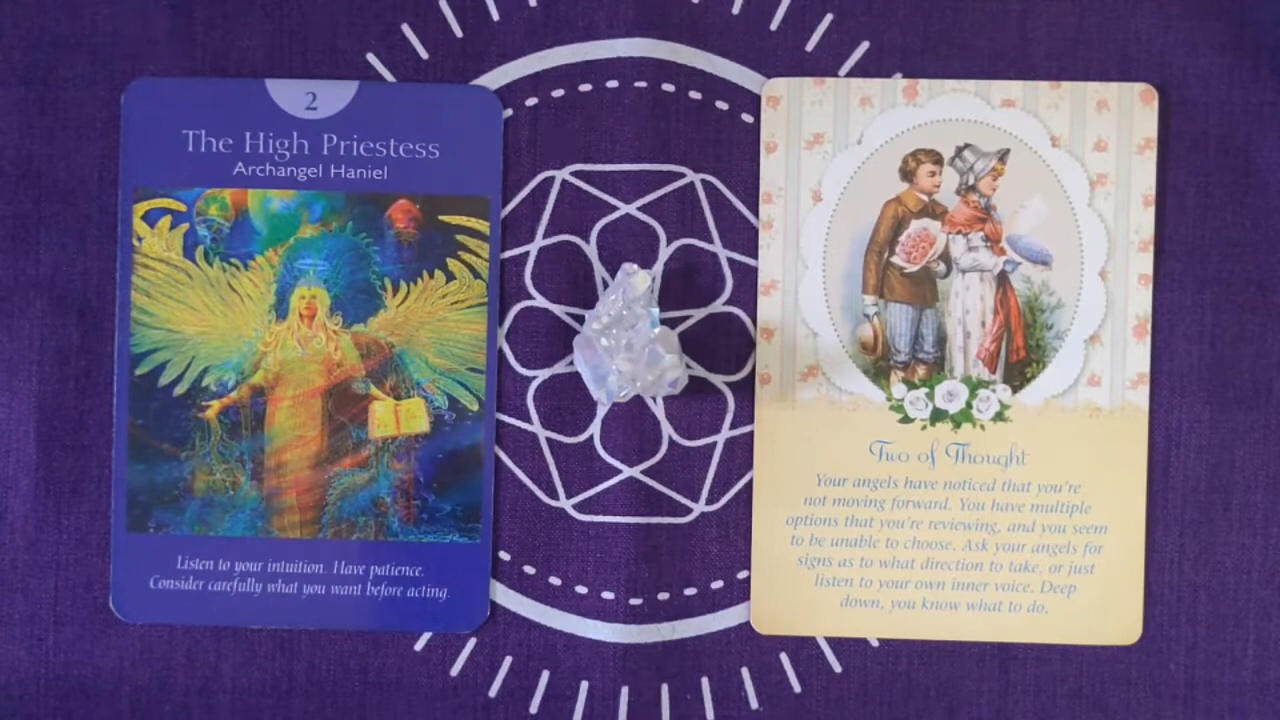 2
The High Priestess
Archangel Haniel
Listen to your intuition. Have patience.
Consider carefully what you want before acting.
Two of Thought
Your angels have noticed that you're
not moving forward. You have multiple
options that you're reviewing, and you seem
to be unable to choose. Ask your angels for
signs as to what direction to take, or just
listen to your own inner voice. Deep
down, you know what to do.